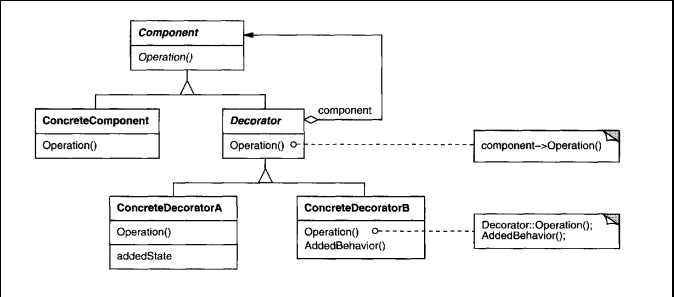 Component
Operation()
component
ConcreteComponent
Operation()
Decorator
Operation()
component->Operation()
ConcreteDecoratorA
Operation()
addedState
ConcreteDecoratorB
Operation()
AddedBehavior()
Decorator::Operation();
AddedBehavior();